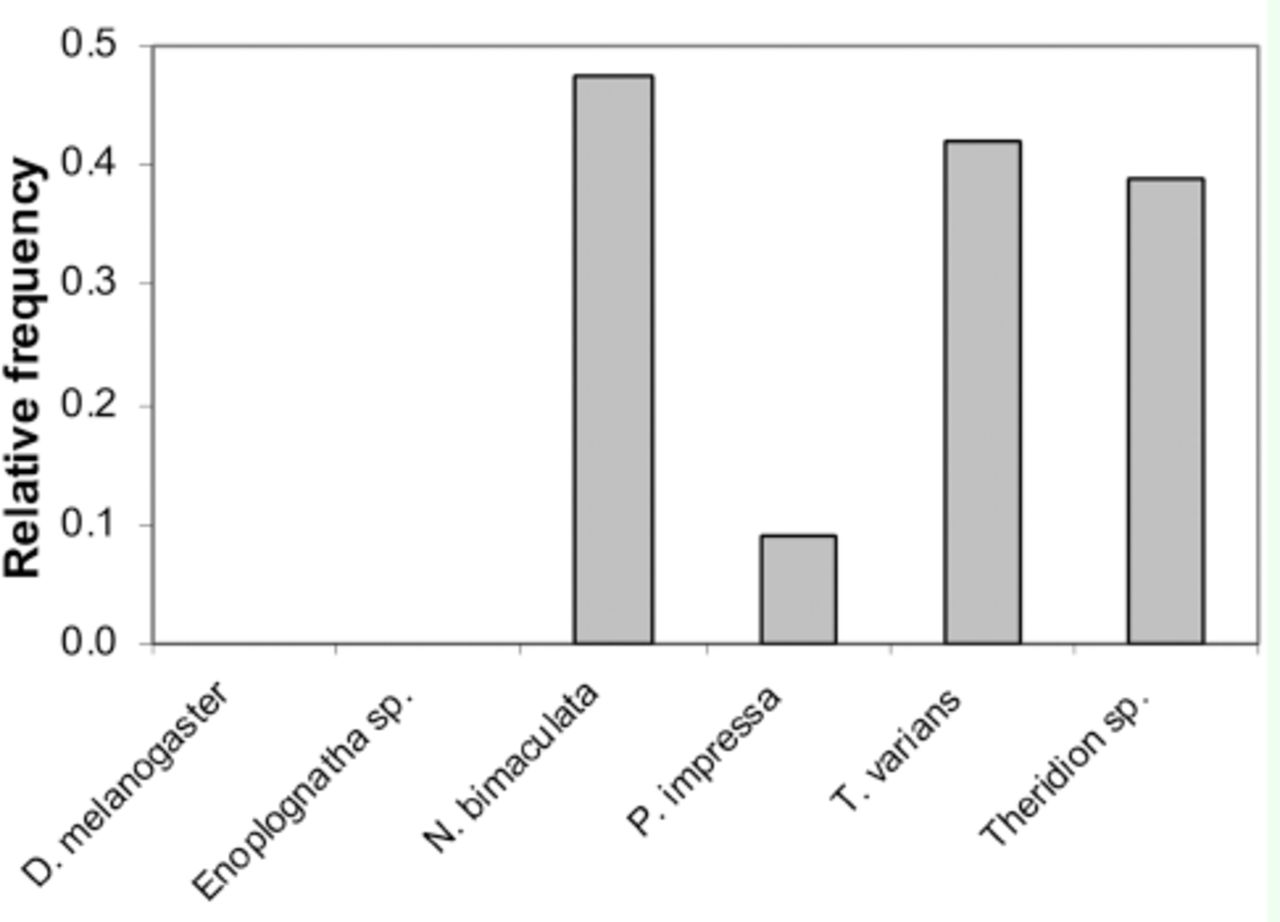 0.5
0.4
0.3
0.2
0.1
0.0
Relative frequency
D. melanogaster
Enoplognatha sp.
N. bimaculata
P. impressa
T. varians
Theridion sp.